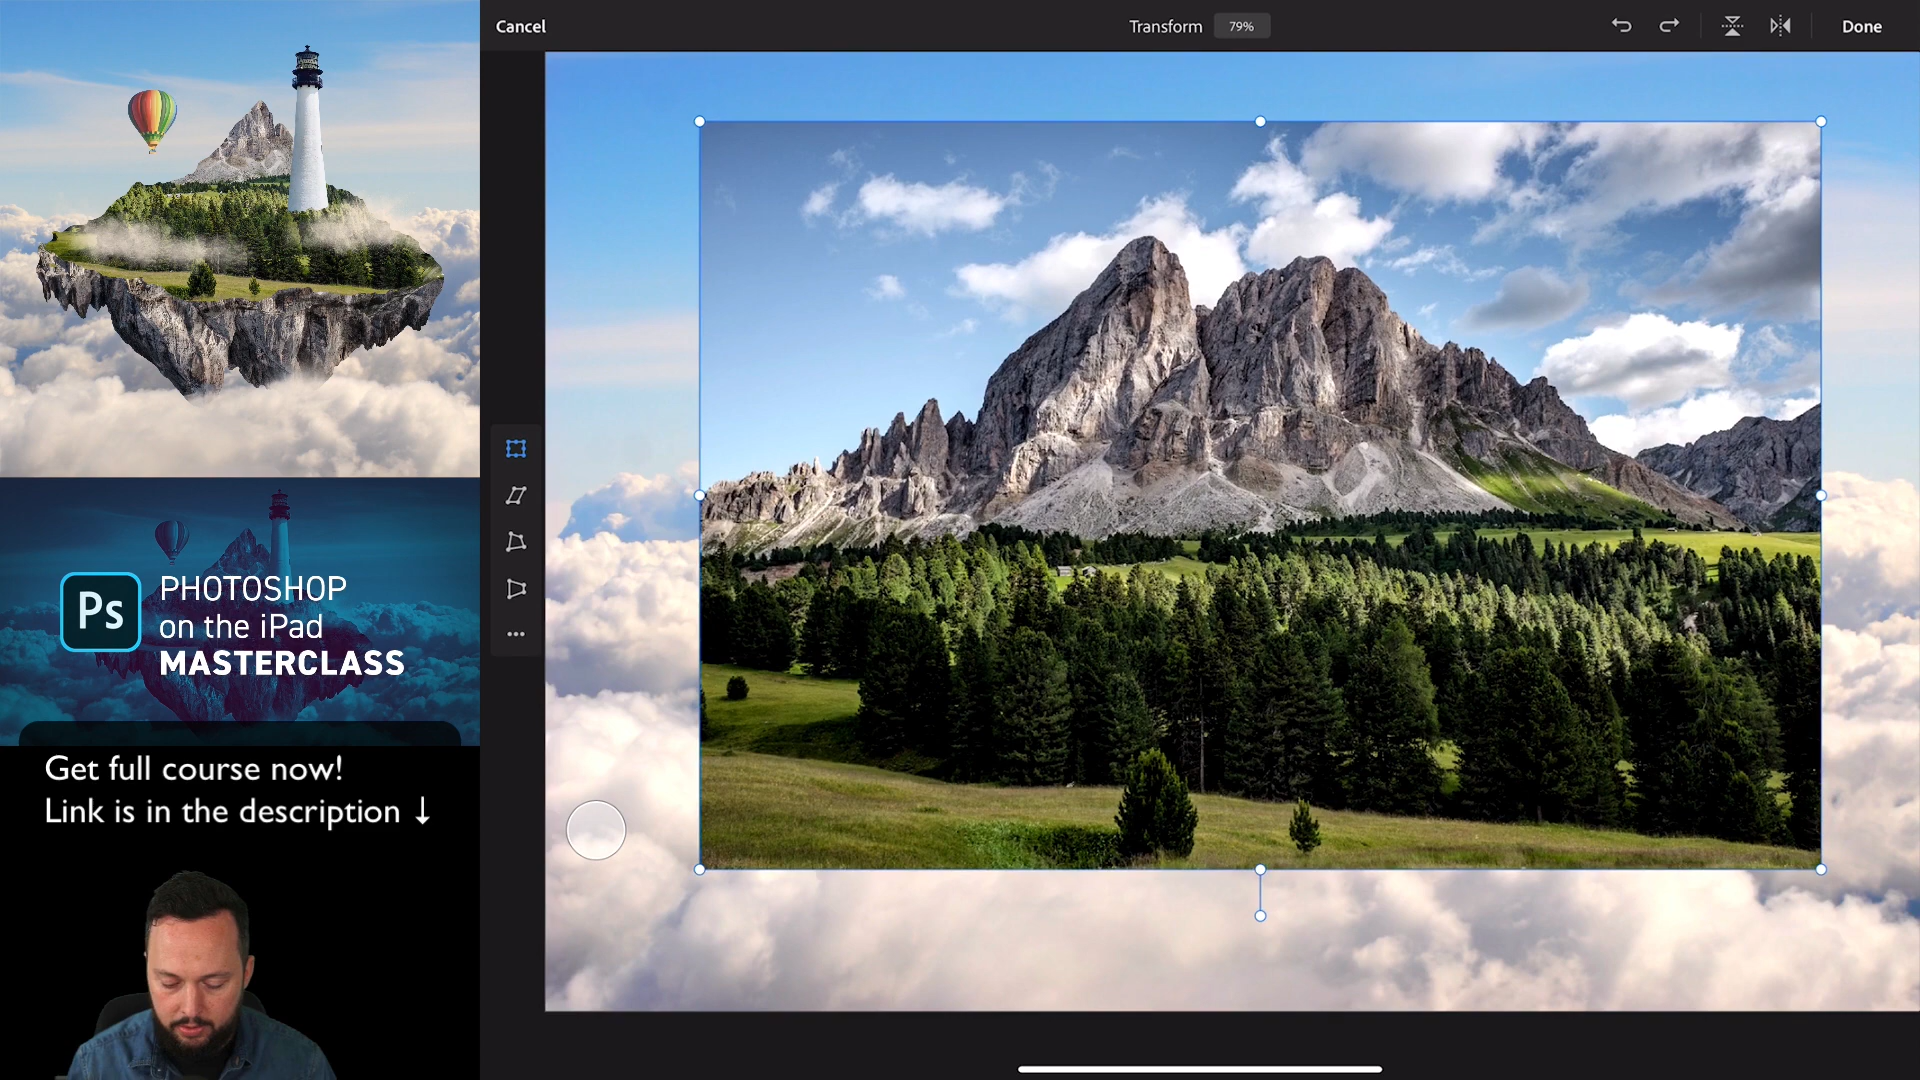 Cancel
Transform 79%
Done
Ps
PHOTOSHOP
on the iPad
MASTERCLASS
Get full course now!
Link is in the description ↓